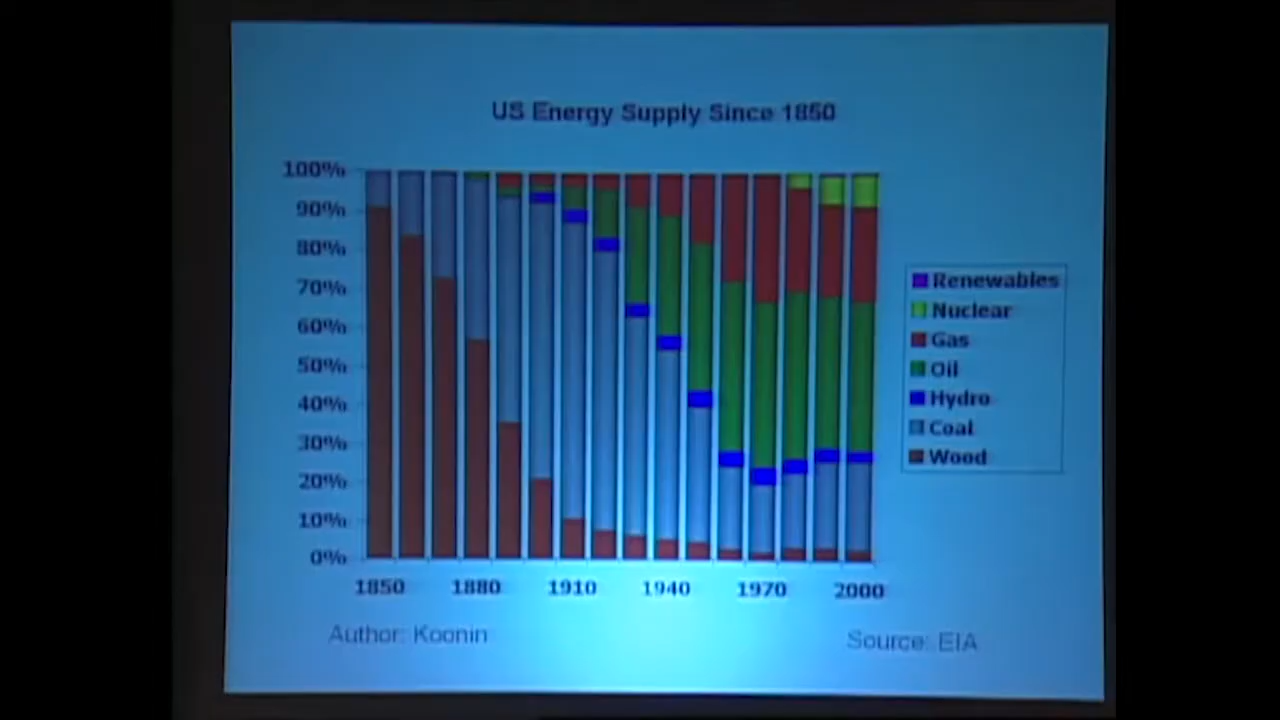 US Energy Supply Since 1850
100%
90%
80%
70%
60%
50%
40%
30%
20%
10%
0%
1850 1880 1910 1940 1970 2000
Renewables
Nuclear
Gas
Oil
Hydro
Coal
Wood
Author: Koonin
Source: EIA